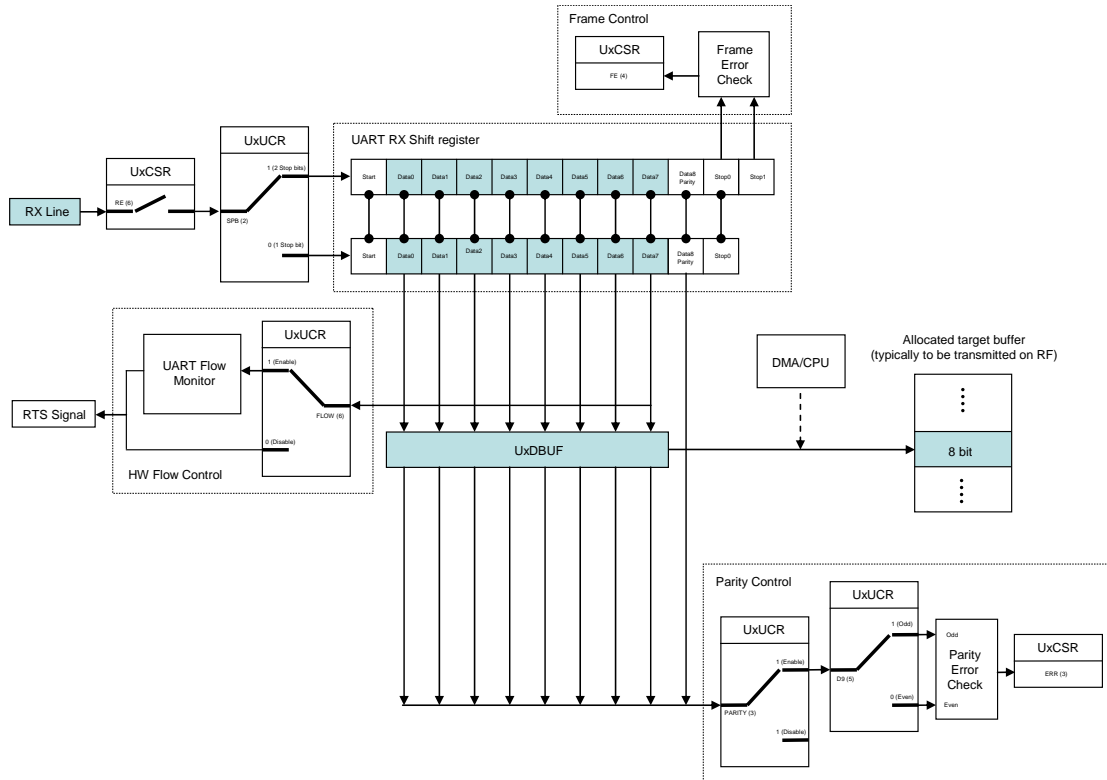 Frame Control
UxCSR
FE (4)
Frame
Error
Check
UART RX Shift register
UxUCR
1 (2 Stop bits)
SPB (2)
0 (1 Stop bit)
UxCSR
RE (6)
RX Line
Start
Data0
Data1
Data2
Data3
Data4
Data5
Data6
Data7
Data8
Parity
Stop0
Stop1
Start
Data0
Data1
Data2
Data3
Data4
Data5
Data6
Data7
Data8
Parity
Stop0
UxUCR
1 (Enable)
FLOW (6)
0 (Disable)
UART Flow
Monitor
RTS Signal
HW Flow Control
UxDBUF
DMA/CPU
Allocated target buffer
(typically to be transmitted on RF)
8 bit
Parity Control
UxUCR
1 (Enable)
PARITY (3)
1 (Disable)
UxUCR
1 (Odd)
D9 (5)
0 (Even)
Odd
Parity
Error
Check
Even
UxCSR
ERR (3)